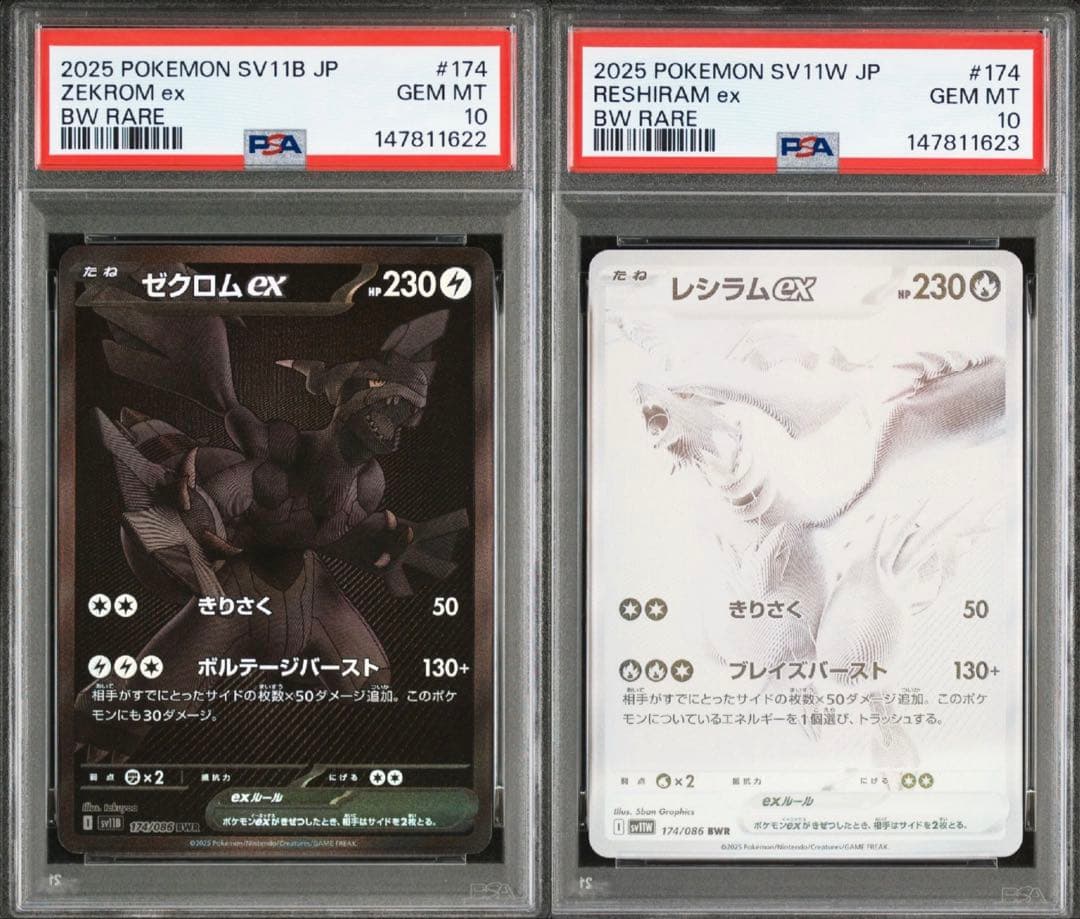 2025 POKEMON SV11B JP #174
ZEKROM ex GEM MT
BW RARE 10
PSA 147811622
たね ゼクロムex HP230
きりさく 50
ボルテージバースト 130+
相手がすでにとったサイドの枚数×50ダメージ追加。このポケ
モンにも30ダメージ。
弱点 ×2 抵抗力 にげる
exルール
ポケモンexがきぜつしたとき、相手はサイドを2枚とる。
Illus. takuyoa
I sv11B 174/086 BWR
©2025 Pokémon/Nintendo/Creatures/GAME FREAK.
PSA
2025 POKEMON SV11W JP #174
RESHIRAM ex GEM MT
BW RARE 10
PSA 147811623
たね レシラムex HP230
きりさく 50
ブレイズバースト 130+
相手がすでにとったサイドの枚数×50ダメージ追加。このポケ
モンについているエネルギーを1個選び、トラッシュする。
弱点 ×2 抵抗力 にげる
exルール
ポケモンexがきぜつしたとき、相手はサイドを2枚とる。
Illus. 5ban Graphics
I sv11W 174/086 BWR
©2025 Pokémon/Nintendo/Creatures/GAME FREAK.
PSA